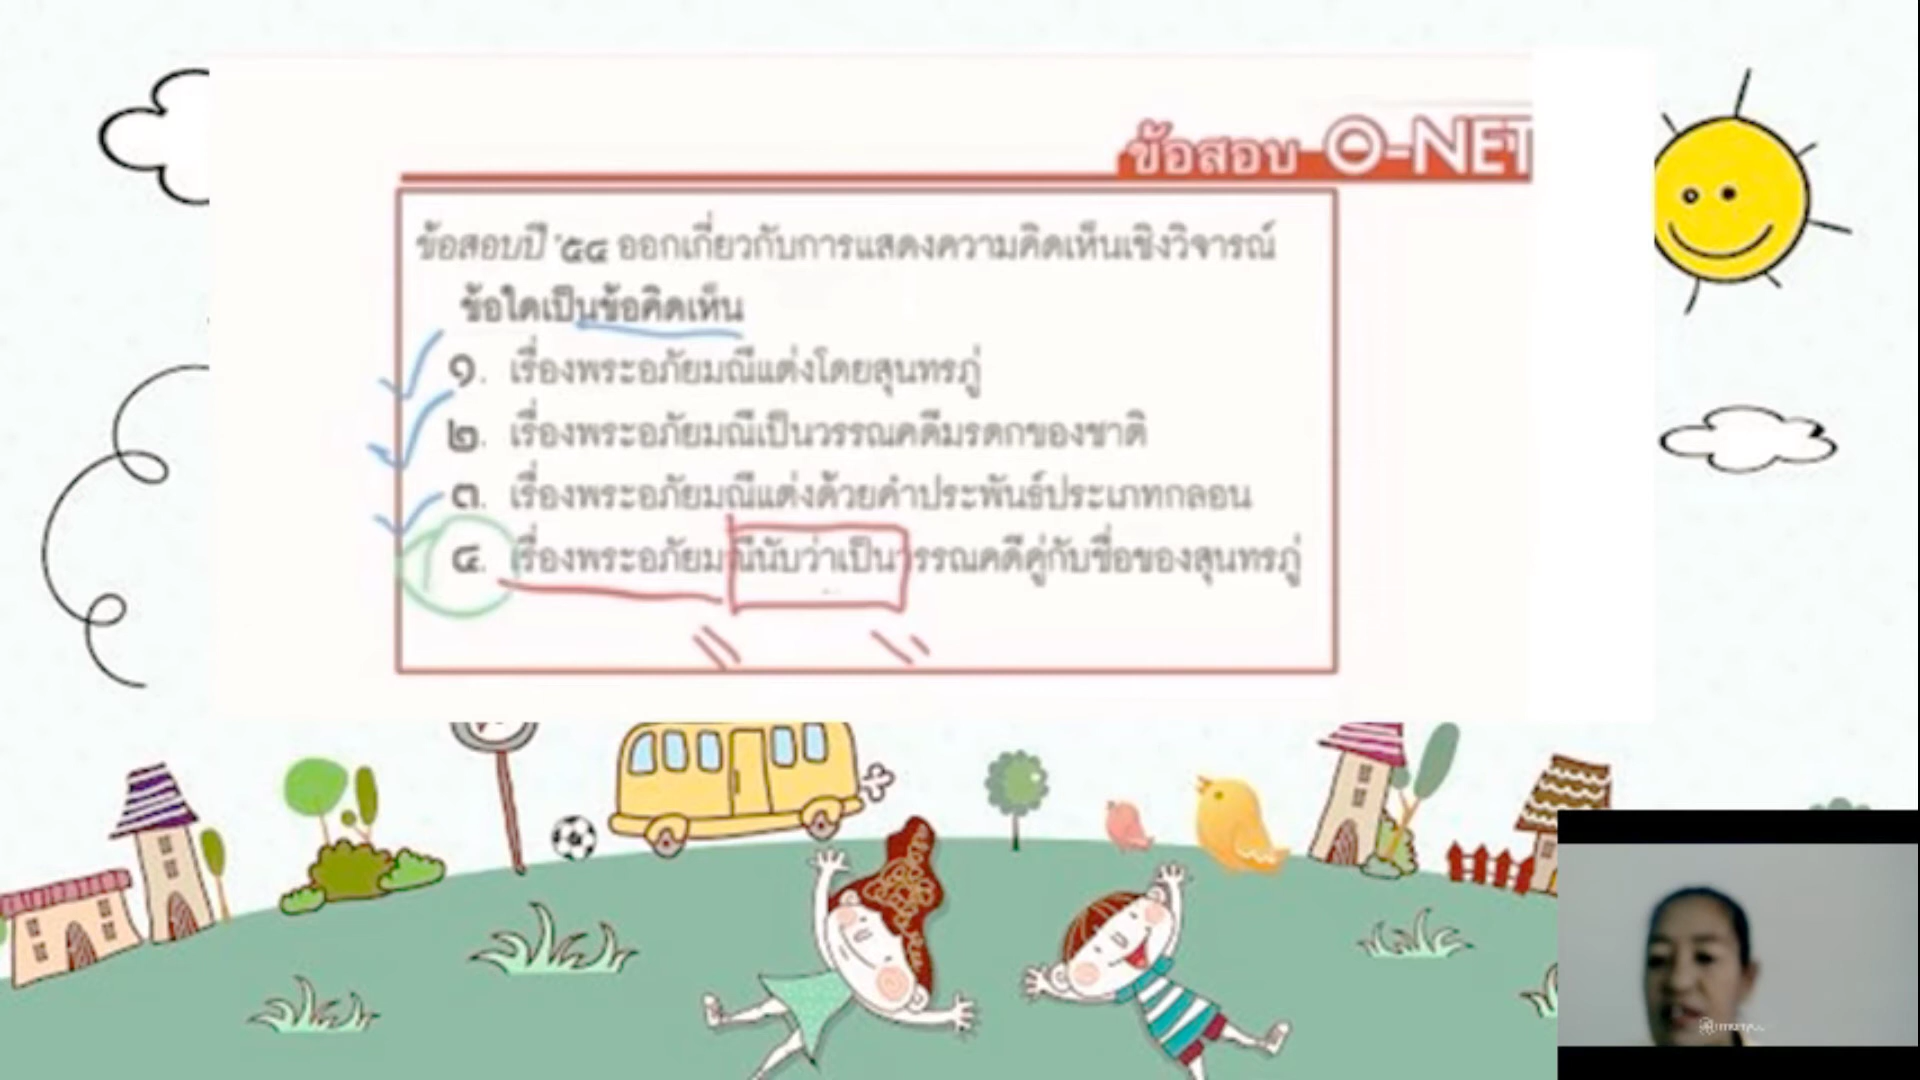 ข้อสอบ O-NET
ข้อสอบปี '๕๔ ออกเกี่ยวกับการแสดงความคิดเห็นเชิงวิจารณ์
ข้อใดเป็นข้อคิดเห็น
๑. เรื่องพระอภัยมณีแต่งโดยสุนทรภู่
๒. เรื่องพระอภัยมณีเป็นวรรณคดีมรดกของชาติ
๓. เรื่องพระอภัยมณีแต่งด้วยคำประพันธ์ประเภทกลอน
๔. เรื่องพระอภัยมณีนับว่าเป็นวรรณคดีคู่กับชื่อของสุนทรภู่